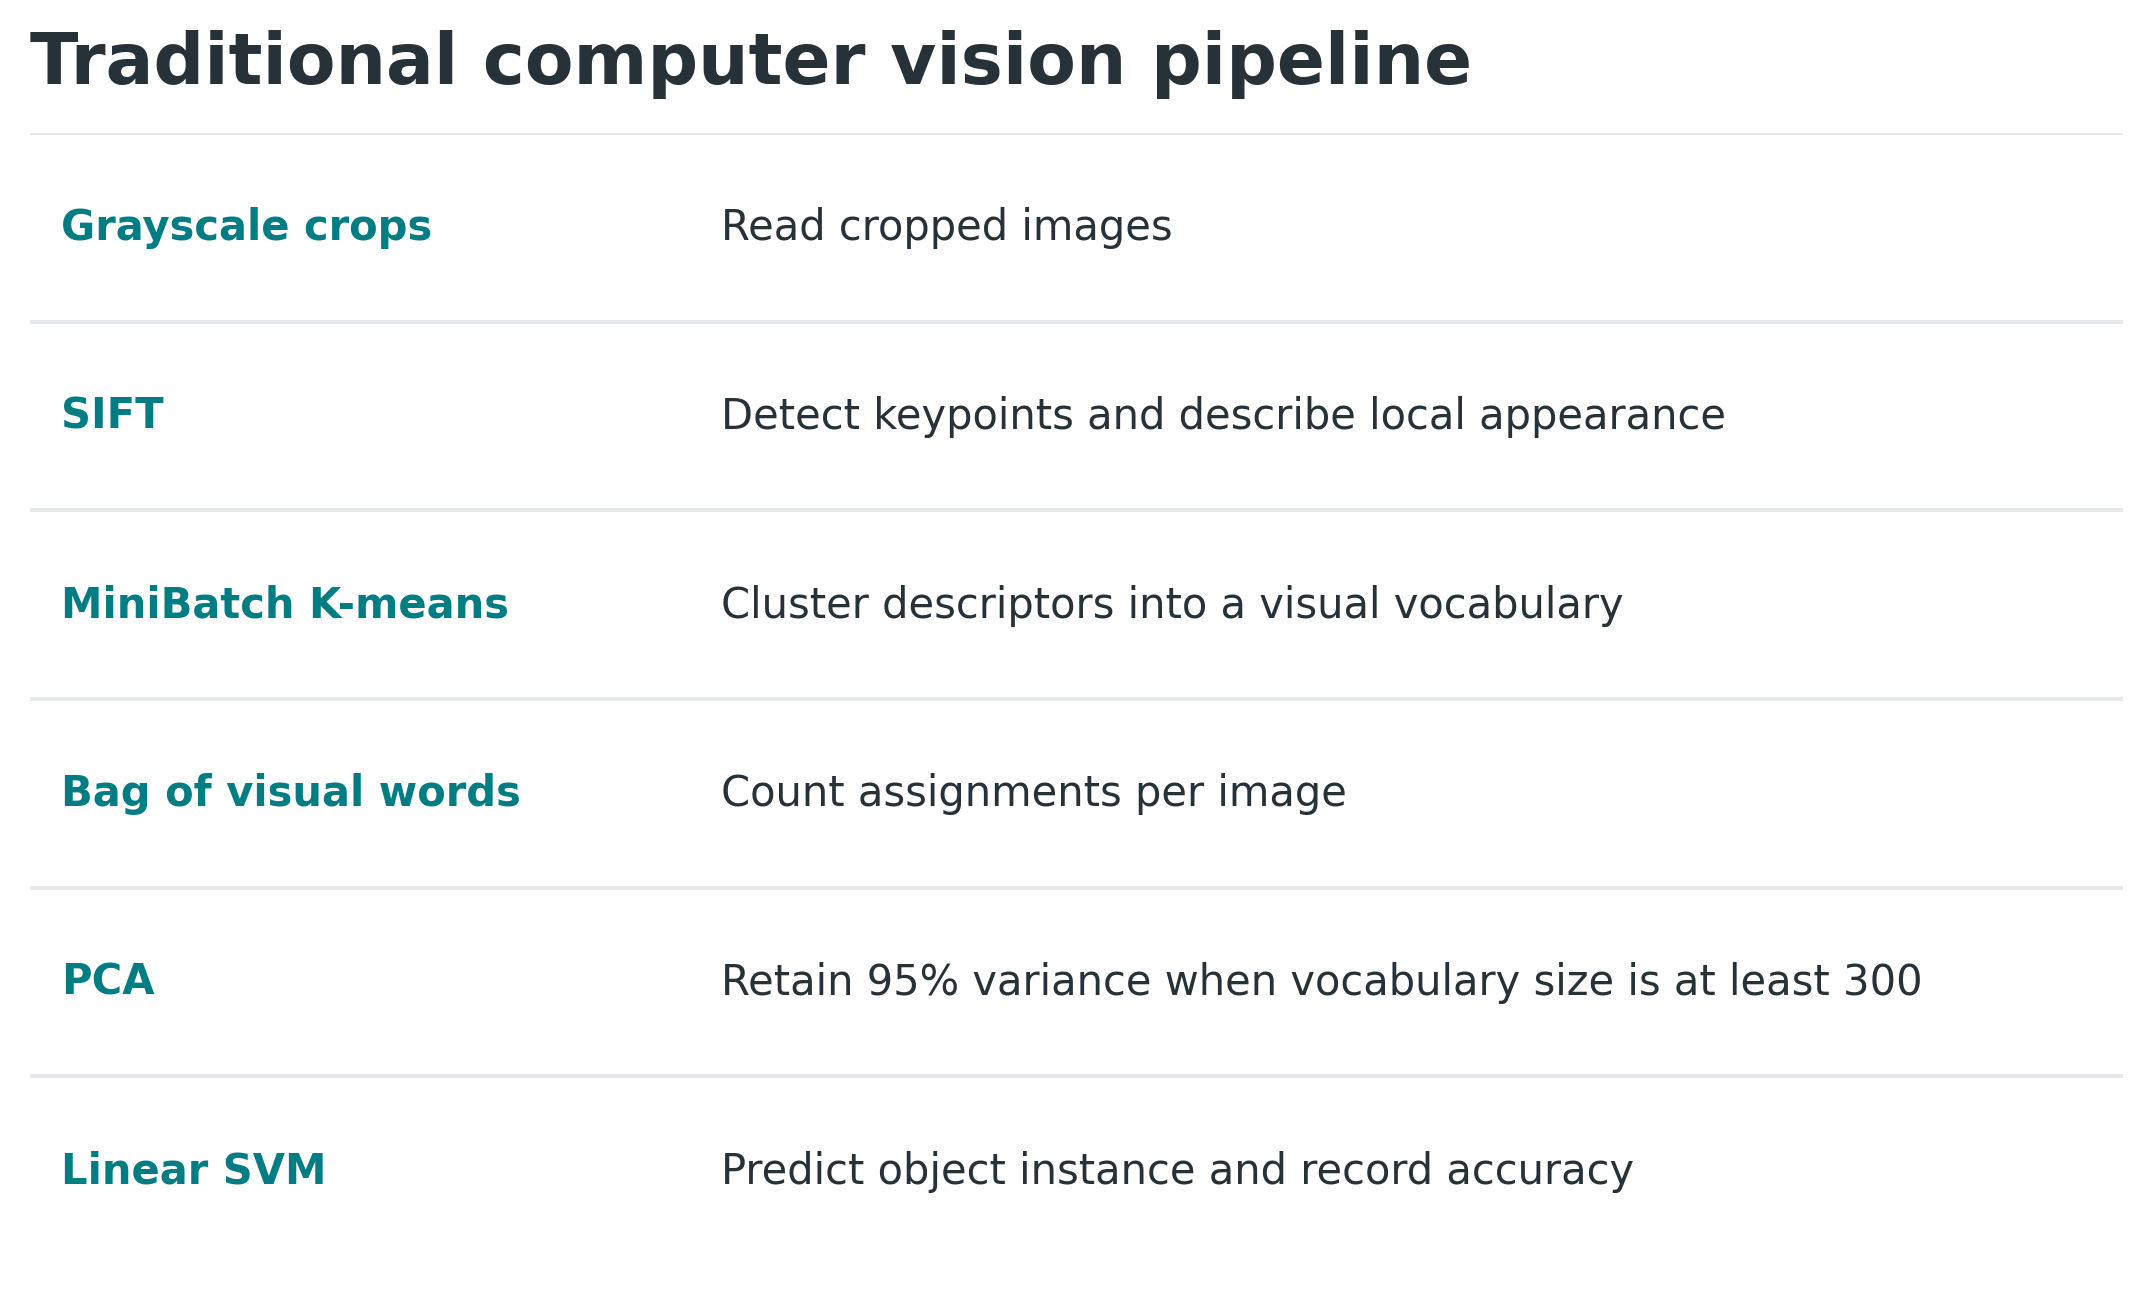 Traditional computer vision pipeline
Grayscale crops Read cropped images
SIFT Detect keypoints and describe local appearance
MiniBatch K-means Cluster descriptors into a visual vocabulary
Bag of visual words Count assignments per image
PCA Retain 95% variance when vocabulary size is at least 300
Linear SVM Predict object instance and record accuracy